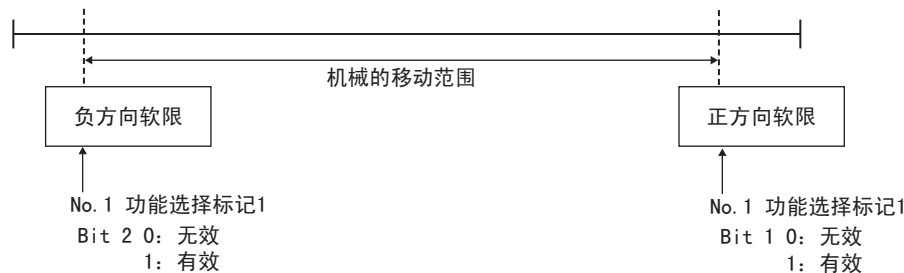 机械的移动范围
负方向软限
正方向软限
No.1 功能选择标记1
Bit 2 0: 无效
1: 有效
No.1 功能选择标记1
Bit 1 0: 无效
1: 有效